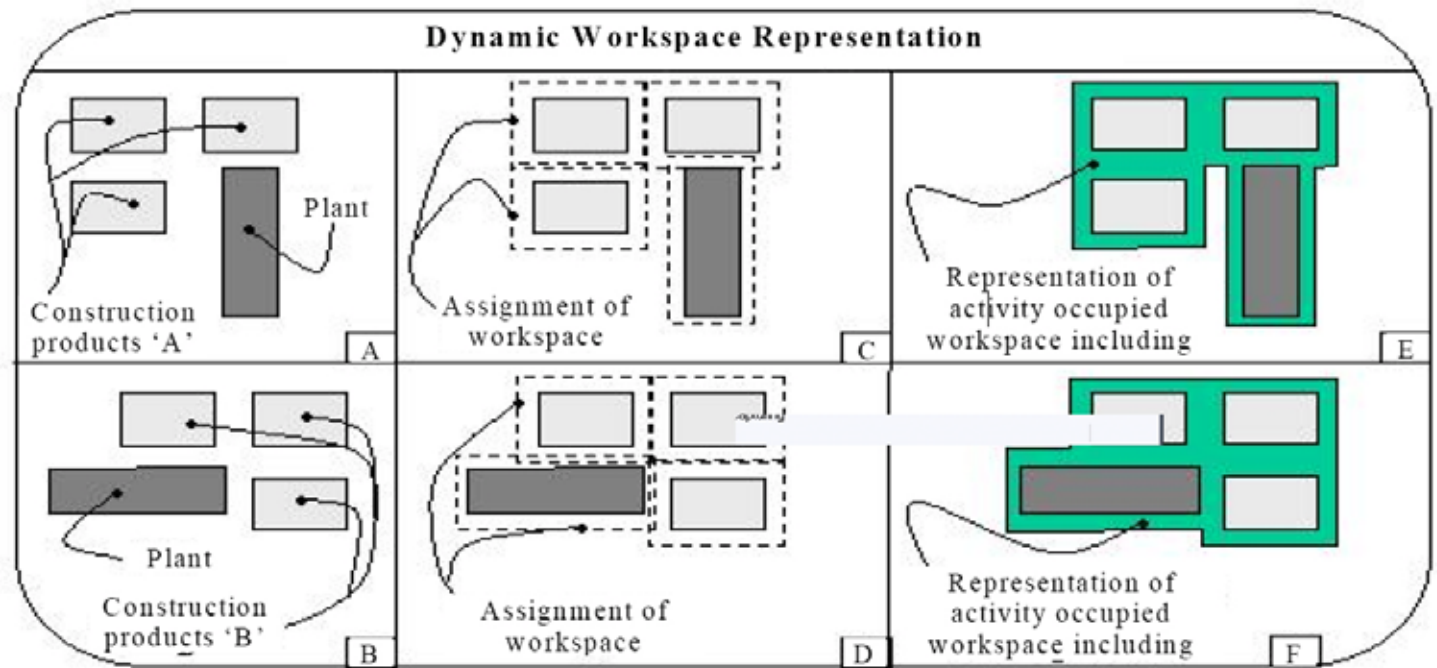 Dynamic Workspace Representation
Plant
Construction
products ‘A’
A
Assignment of
workspace
C
Representation of
activity occupied
workspace including
E
Plant
Construction
products ‘B’
B
Assignment of
workspace
D
Representation of
activity occupied
workspace including
F